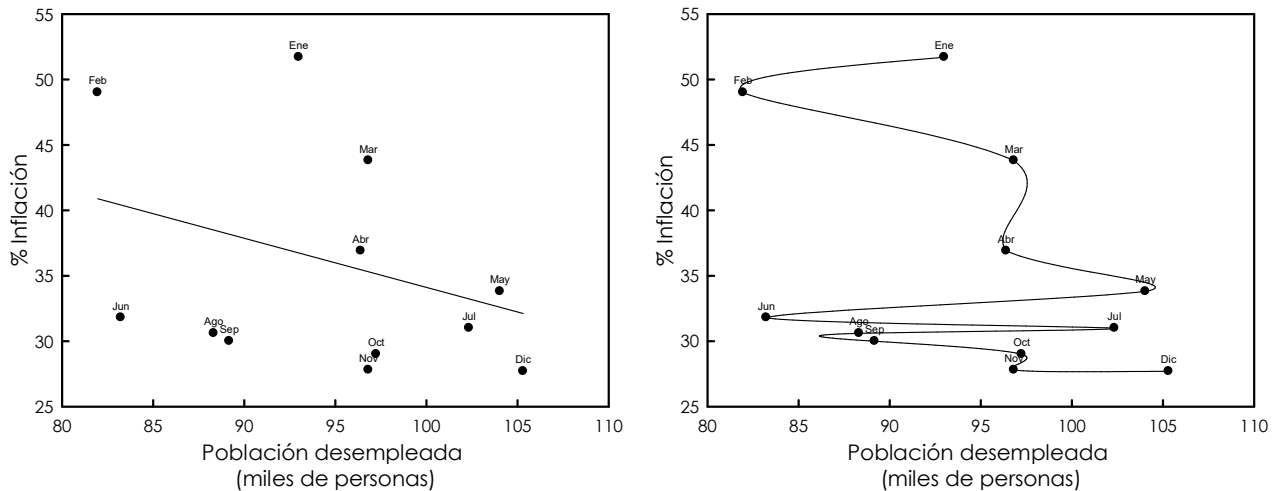 55
50
45
40
35
30
25
% Inflación
Ene
Feb
Mar
Abr
May
Jun
Jul
Ago
Sep
Oct
Nov
Dic
80 85 90 95 100 105 110
Población desempleada
(miles de personas)
55
50
45
40
35
30
25
% Inflación
Ene
Feb
Mar
Abr
May
Jun
Jul
Ago
Sep
Oct
Nov
Dic
80 85 90 95 100 105 110
Población desempleada
(miles de personas)